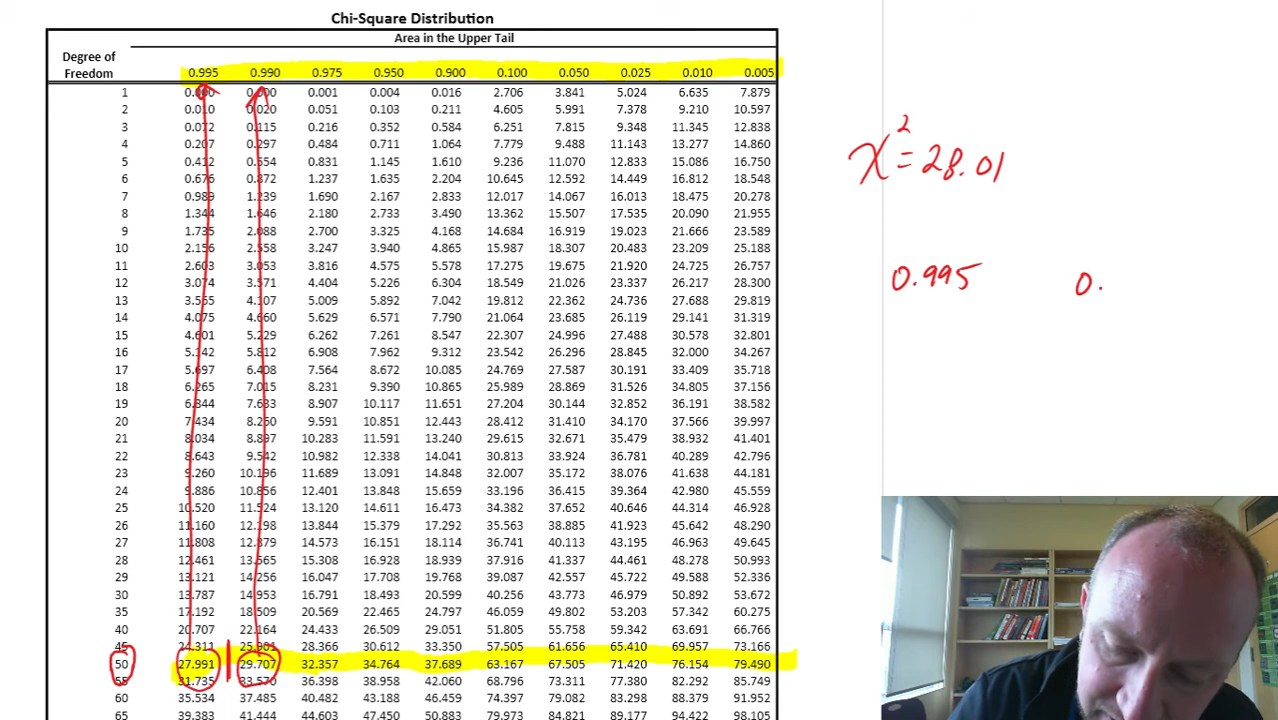 Chi-Square Distribution
Area in the Upper Tail
Degree of
Freedom 0.995 0.990 0.975 0.950 0.900 0.100 0.050 0.025 0.010 0.005
1 0.000 0.000 0.001 0.004 0.016 2.706 3.841 5.024 6.635 7.879
2 0.010 0.020 0.051 0.103 0.211 4.605 5.991 7.378 9.210 10.597
3 0.072 0.115 0.216 0.352 0.584 6.251 7.815 9.348 11.345 12.838
4 0.207 0.297 0.484 0.711 1.064 7.779 9.488 11.143 13.277 14.860
5 0.412 0.554 0.831 1.145 1.610 9.236 11.070 12.833 15.086 16.750
6 0.676 0.872 1.237 1.635 2.204 10.645 12.592 14.449 16.812 18.548
7 0.989 1.239 1.690 2.167 2.833 12.017 14.067 16.013 18.475 20.278
8 1.344 1.646 2.180 2.733 3.490 13.362 15.507 17.535 20.090 21.955
9 1.735 2.088 2.700 3.325 4.168 14.684 16.919 19.023 21.666 23.589
10 2.156 2.558 3.247 3.940 4.865 15.987 18.307 20.483 23.209 25.188
11 2.603 3.053 3.816 4.575 5.578 17.275 19.675 21.920 24.725 26.757
12 3.074 3.571 4.404 5.226 6.304 18.549 21.026 23.337 26.217 28.300
13 3.565 4.107 5.009 5.892 7.042 19.812 22.362 24.736 27.688 29.819
14 4.075 4.660 5.629 6.571 7.790 21.064 23.685 26.119 29.141 31.319
15 4.601 5.229 6.262 7.261 8.547 22.307 24.996 27.488 30.578 32.801
16 5.142 5.812 6.908 7.962 9.312 23.542 26.296 28.845 32.000 34.267
17 5.697 6.408 7.564 8.672 10.085 24.769 27.587 30.191 33.409 35.718
18 6.265 7.015 8.231 9.390 10.865 25.989 28.869 31.526 34.805 37.156
19 6.844 7.633 8.907 10.117 11.651 27.204 30.144 32.852 36.191 38.582
20 7.434 8.260 9.591 10.851 12.443 28.412 31.410 34.170 37.566 39.997
21 8.034 8.897 10.283 11.591 13.240 29.615 32.671 35.479 38.932 41.401
22 8.643 9.542 10.982 12.338 14.041 30.813 33.924 36.781 40.289 42.796
23 9.260 10.196 11.689 13.091 14.848 32.007 35.172 38.076 41.638 44.181
24 9.886 10.856 12.401 13.848 15.659 33.196 36.415 39.364 42.980 45.559
25 10.520 11.524 13.120 14.611 16.473 34.382 37.652 40.646 44.314 46.928
26 11.160 12.198 13.844 15.379 17.292 35.563 38.885 41.923 45.642 48.290
27 11.808 12.879 14.573 16.151 18.114 36.741 40.113 43.195 46.963 49.645
28 12.461 13.565 15.308 16.928 18.939 37.916 41.337 44.461 48.278 50.993
29 13.121 14.256 16.047 17.708 19.768 39.087 42.557 45.722 49.588 52.336
30 13.787 14.953 16.791 18.493 20.599 40.256 43.773 46.979 50.892 53.672
35 17.192 18.509 20.569 22.465 24.797 46.059 49.802 53.203 57.342 60.275
40 20.707 22.164 24.433 26.509 29.051 51.805 55.758 59.342 63.691 66.766
45 24.311 25.901 28.366 30.612 33.350 57.505 61.656 65.410 69.957 73.166
50 27.991 29.707 32.357 34.764 37.689 63.167 67.505 71.420 76.154 79.490
55 31.735 33.570 36.398 38.958 42.060 68.796 73.311 77.380 82.292 85.749
60 35.534 37.485 40.482 43.188 46.459 74.397 79.082 83.298 88.379 91.952
65 39.383 41.444 44.603 47.450 50.883 79.973 84.821 89.177 94.422 98.105
χ²=28.01
0.995 0.